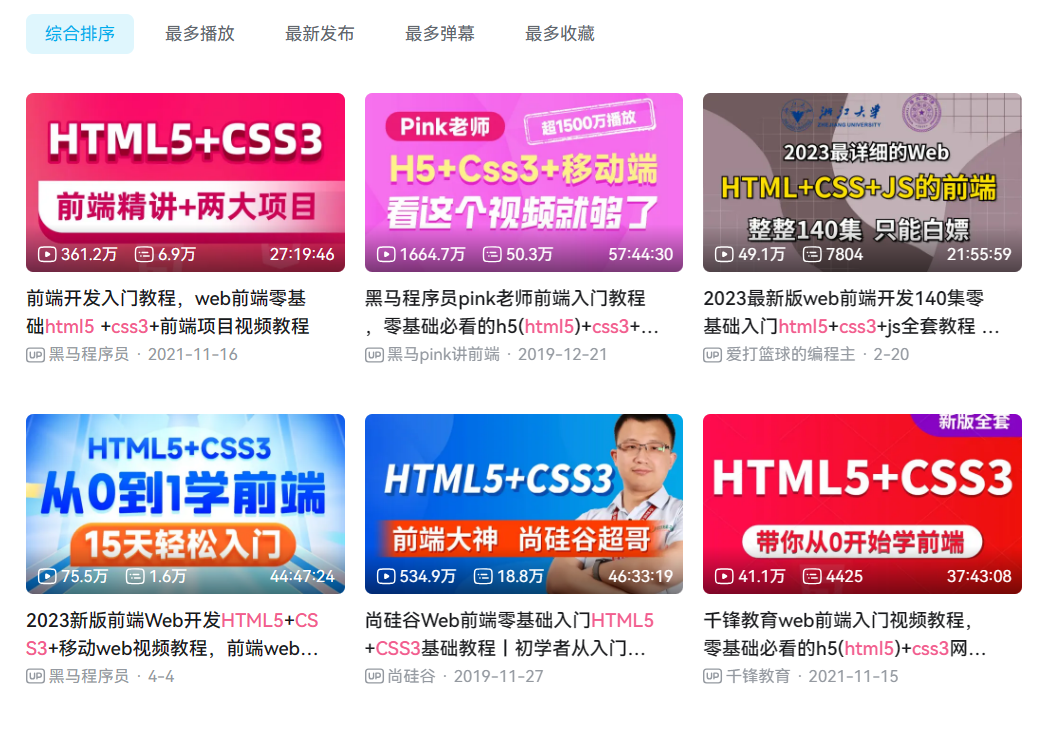 综合排序 最多播放 最新发布 最多弹幕 最多收藏
HTML5+CSS3
前端精讲+两大项目
361.2万 6.9万 27:19:46
前端开发入门教程，web前端零基
础html5 +css3+前端项目视频教程
UP 黑马程序员 · 2021-11-16
Pink老师
超1500万播放
H5+Css3+移动端
看这个视频就够了
1664.7万 50.3万 57:44:30
黑马程序员pink老师前端入门教程
，零基础必看的h5(html5)+css3+...
UP 黑马pink讲前端 · 2019-12-21
浙江大学
ZHEJIANG UNIVERSITY
2023最详细的Web
HTML+CSS+JS的前端
整整140集 只能白嫖
49.1万 7804 21:55:59
2023最新版web前端开发140集零
基础入门html5+css3+js全套教程 ...
UP 爱打篮球的编程主 · 2-20
HTML5+CSS3
从0到1学前端
15天轻松入门
75.5万 1.6万 44:47:24
2023新版前端Web开发HTML5+CS
S3+移动web视频教程，前端web...
UP 黑马程序员 · 4-4
HTML5+CSS3
前端大神 尚硅谷超哥
534.9万 18.8万 46:33:19
尚硅谷Web前端零基础入门HTML5
+CSS3基础教程丨初学者从入门...
UP 尚硅谷 · 2019-11-27
新版全套
HTML5+CSS3
带你从0开始学前端
41.1万 4425 37:43:08
千锋教育web前端入门视频教程，
零基础必看的h5(html5)+css3网...
UP 千锋教育 · 2021-11-15